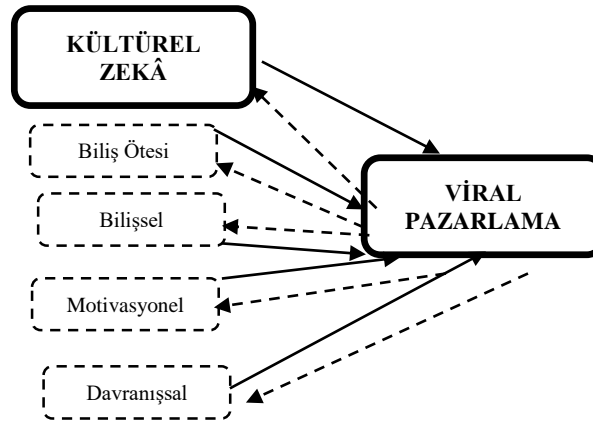 KÜLTÜREL
ZEKÂ
Biliş Ötesi
Bilişsel
Motivasyonel
Davranışsal
VİRAL
PAZARLAMA